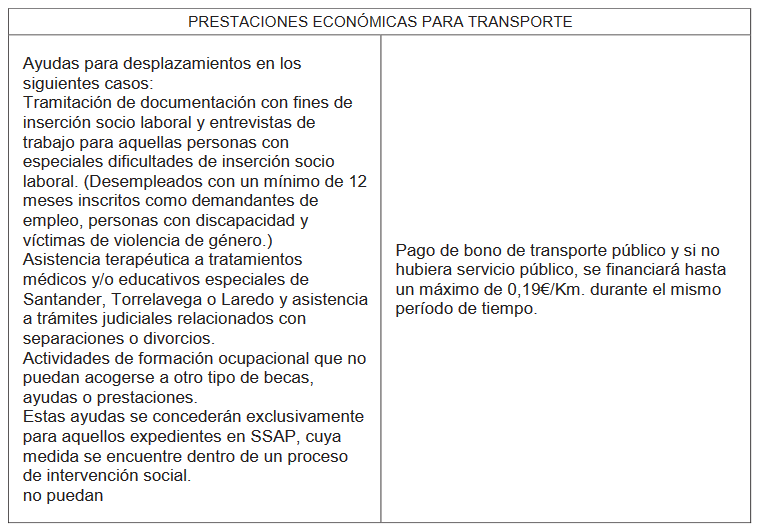 PRESTACIONES ECONÓMICAS PARA TRANSPORTE
Ayudas para desplazamientos en los
siguientes casos:
Tramitación de documentación con fines de
inserción socio laboral y entrevistas de
trabajo para aquellas personas con
especiales dificultades de inserción socio
laboral. (Desempleados con un mínimo de 12
meses inscritos como demandantes de
empleo, personas con discapacidad y
víctimas de violencia de género.)
Asistencia terapéutica a tratamientos
médicos y/o educativos especiales de
Santander, Torrelavega o Laredo y asistencia
a trámites judiciales relacionados con
separaciones o divorcios.
Actividades de formación ocupacional que no
puedan acogerse a otro tipo de becas,
ayudas o prestaciones.
Estas ayudas se concederán exclusivamente
para aquellos expedientes en SSAP, cuya
medida se encuentre dentro de un proceso
de intervención social.
no puedan
Pago de bono de transporte público y si no
hubiera servicio público, se financiará hasta
un máximo de 0,19€/Km. durante el mismo
período de tiempo.